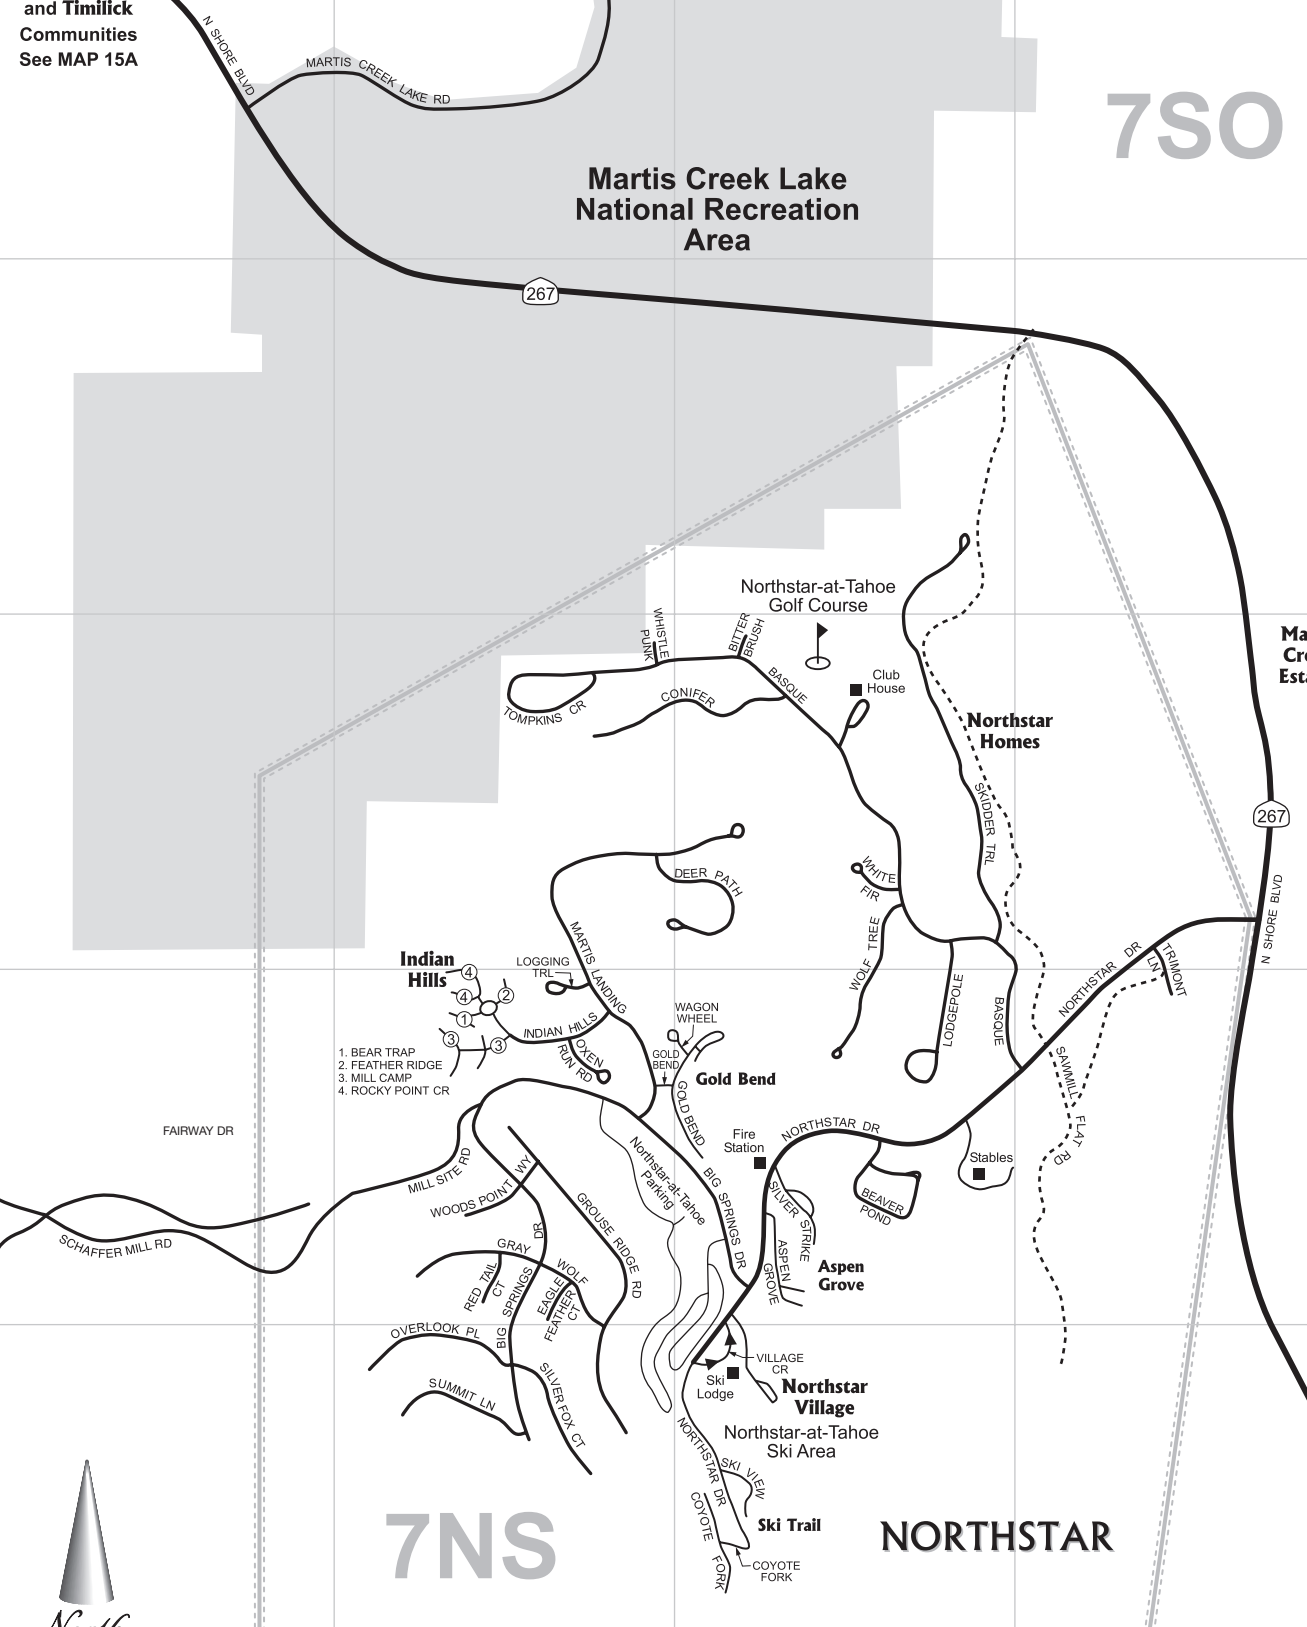 and Timilick
Communities
See MAP 15A
N SHORE BLVD
MARTIS CREEK LAKE RD
7SO
Martis Creek Lake
National Recreation
Area
267
Northstar-at-Tahoe
Golf Course
WHISTLE
PUNK
BITTER
BRUSH
BASQUE
Club
House
CONIFER
TOMPKINS CR
Northstar
Homes
SKIDDER TRL
267
N SHORE BLVD
DEER PATH
WHITE
FIR
WOLF TREE
LODGEPOLE
BASQUE
NORTHSTAR DR
TRIMONT
LN
MARTIS LANDING
Indian
Hills
LOGGING
TRL
4
4
2
1
3
3
INDIAN HILLS
OXEN
RUN RD
WAGON
WHEEL
GOLD
BEND
Gold Bend
GOLD BEND
1. BEAR TRAP
2. FEATHER RIDGE
3. MILL CAMP
4. ROCKY POINT CR
SAWMILL FLAT RD
FAIRWAY DR
Fire
Station
NORTHSTAR DR
Stables
BEAVER
POND
MILL SITE RD
WOODS POINT WY
Northstar-at-Tahoe
Parking
BIG SPRINGS DR
SILVER STRIKE
ASPEN
GROVE
Aspen
Grove
SCHAFFER MILL RD
GROUSE RIDGE RD
GRAY WOLF
RED TAIL
CT
BIG SPRINGS DR
EAGLE
FEATHER
CT
OVERLOOK PL
SUMMIT LN
SILVER FOX CT
VILLAGE
CR
Ski
Lodge
Northstar
Village
Northstar-at-Tahoe
Ski Area
NORTHSTAR DR
SKI VIEW
COYOTE FORK
Ski Trail
COYOTE
FORK
7NS
NORTHSTAR